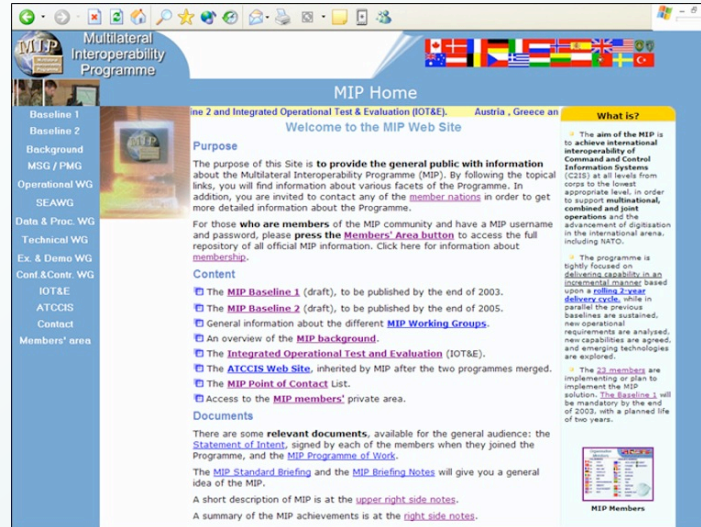 Multilateral
Interoperability
Programme
MIP
MIP Home
Baseline 1
Baseline 2
Background
MSG / PMG
Operational WG
SEAWG
Data & Proc. WG
Technical WG
Ex. & Demo WG
Conf.&Contr. WG
IOT&E
ATCCIS
Contact
Members' area
ine 2 and Integrated Operational Test & Evaluation (IOT&E). Austria , Greece an
Welcome to the MIP Web Site
Purpose
The purpose of this Site is to provide the general public with information
about the Multilateral Interoperability Programme (MIP). By following the topical
links, you will find information about various facets of the Programme. In
addition, you are invited to contact any of the member nations in order to get
more detailed information about the Programme.
For those who are members of the MIP community and have a MIP username
and password, please press the Members' Area button to access the full
repository of all official MIP information. Click here for information about
membership.
Content
The MIP Baseline 1 (draft), to be published by the end of 2003.
The MIP Baseline 2 (draft), to be published by the end of 2005.
General information about the different MIP Working Groups.
An overview of the MIP background.
The Integrated Operational Test and Evaluation (IOT&E).
The ATCCIS Web Site, inherited by MIP after the two programmes merged.
The MIP Point of Contact List.
Access to the MIP members' private area.
Documents
There are some relevant documents, available for the general audience: the
Statement of Intent, signed by each of the members when they joined the
Programme, and the MIP Programme of Work.
The MIP Standard Briefing and the MIP Briefing Notes will give you a general
idea of the MIP.
A short description of MIP is at the upper right side notes.
A summary of the MIP achievements is at the right side notes.
What is?
The aim of the MIP is
to achieve international
interoperability of
Command and Control
Information Systems
(C2IS) at all levels from
corps to the lowest
appropriate level, in order
to support multinational,
combined and joint
operations and the
advancement of digitisation
in the international arena,
including NATO.
The programme is
tightly focused on
delivering capability in an
incremental manner based
upon a rolling 2-year
delivery cycle, while in
parallel the previous
baselines are sustained,
new operational
requirements are analysed,
new capabilities are agreed,
and emerging technologies
are explored.
The 23 members are
implementing or plan to
implement the MIP
solution. The Baseline 1 will
be mandatory by the end
of 2003, with a planned life
of two years.
MIP Members